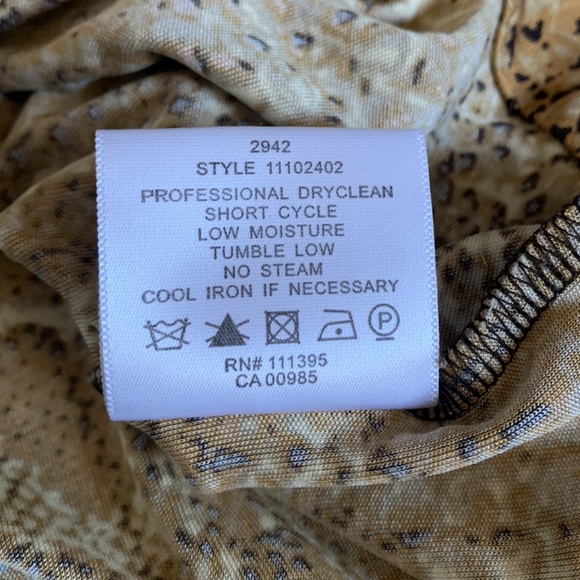 2942
STYLE 11102402
PROFESSIONAL DRYCLEAN
SHORT CYCLE
LOW MOISTURE
TUMBLE LOW
NO STEAM
COOL IRON IF NECESSARY
P
RN# 111395
CA 00985